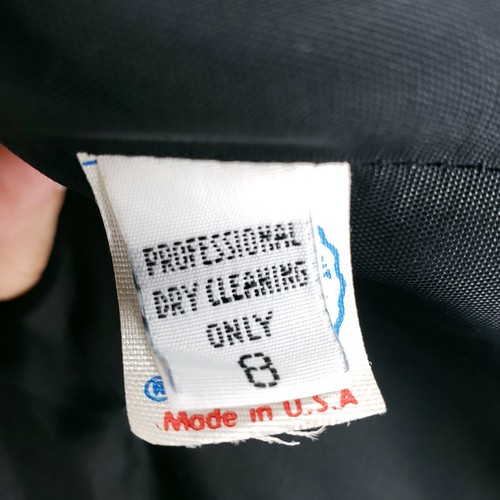 PROFESSIONAL
DRY CLEANING
ONLY
8
®
Made in U.S.A